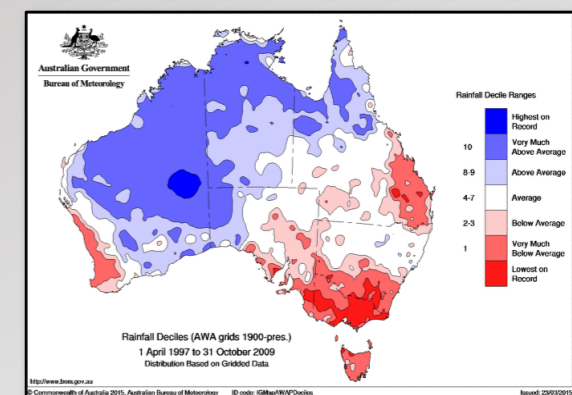 Australian Government
Bureau of Meteorology
Rainfall Decile Ranges
Highest on
Record
10
Very Much
Above Average
8-9
Above Average
4-7
Average
2-3
Below Average
1
Very Much
Below Average
Lowest on
Record
Rainfall Deciles (AWA grids 1900-pres.)
1 April 1997 to 31 October 2009
Distribution Based on Gridded Data
http://www.bom.gov.au
© Commonwealth of Australia 2015, Australian Bureau of Meteorology
ID code: IGMapAWAPDeciles
Issued: 23/03/2015